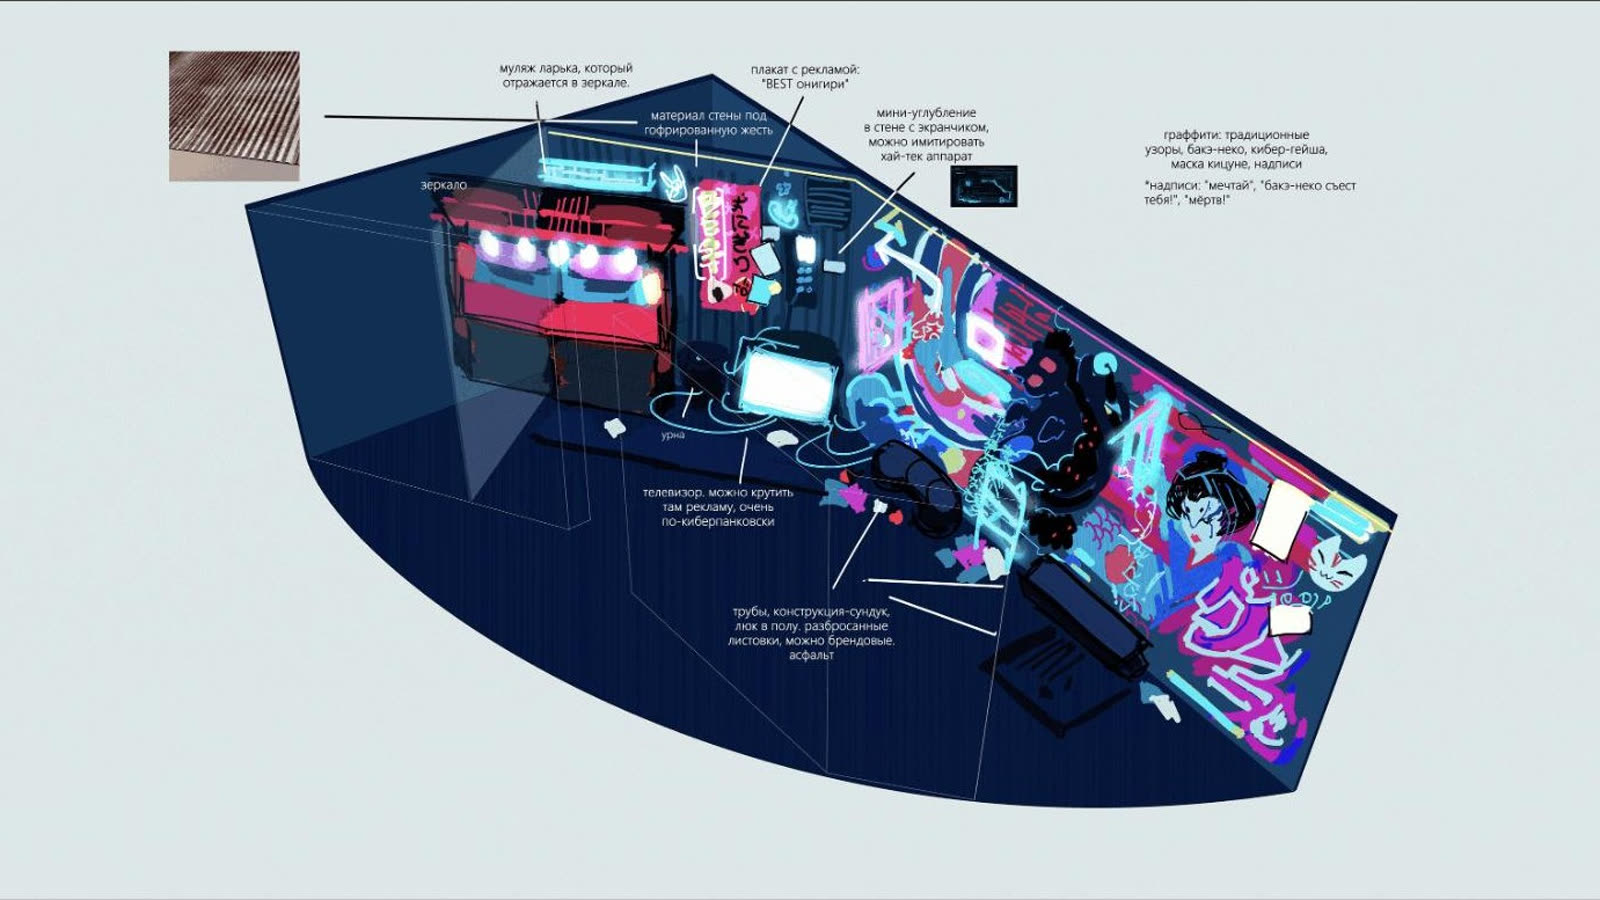 муляж ларька, который
отражается в зеркале.
плакат с рекламой:
"BEST онигири"
материал стены под
гофрированную жесть
мини-углубление
в стене с экранчиком,
можно имитировать
хай-тек аппарат
граффити: традиционные
узоры, бакэ-неко, кибер-гейша,
маска кицуне, надписи
*надписи: "мечтай", "бакэ-неко съест
тебя!", "мёртв!"
зеркало
урна
телевизор. можно крутить
там рекламу, очень
по-киберпанковски
трубы, конструкция-сундук,
люк в полу. разбросанные
листовки, можно брендовые.
асфальт